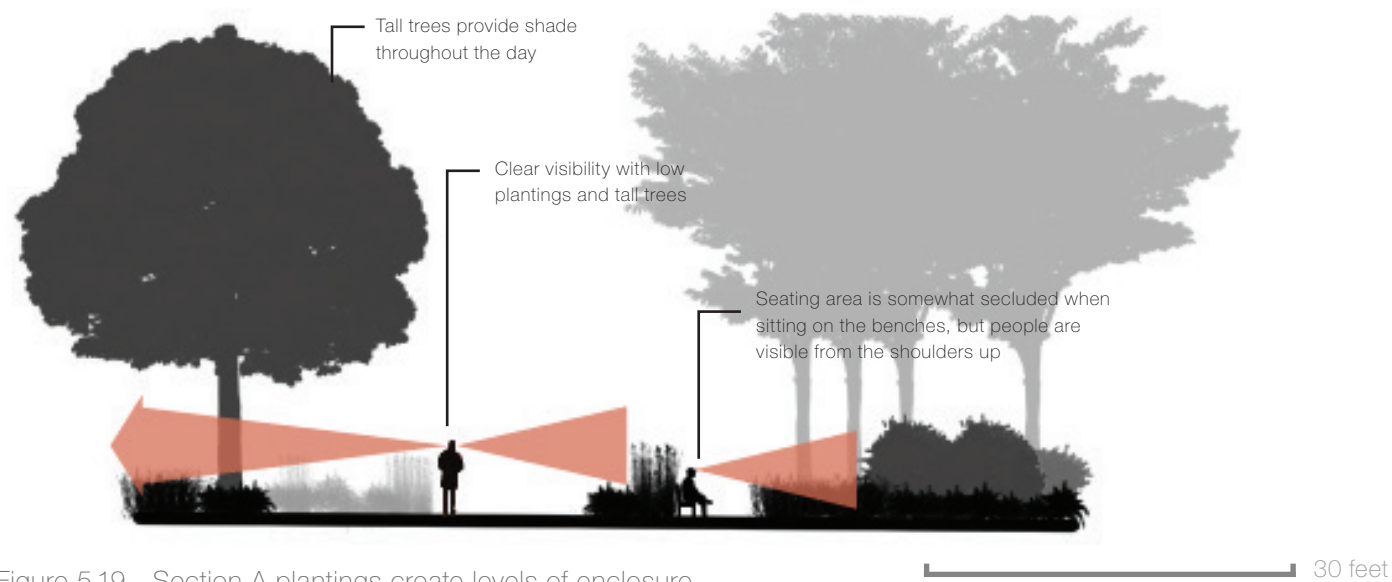 Tall trees provide shade
throughout the day
Clear visibility with low
plantings and tall trees
Seating area is somewhat secluded when
sitting on the benches, but people are
visible from the shoulders up
Figure 5.19 Section A plantings create levels of enclosure
30 feet